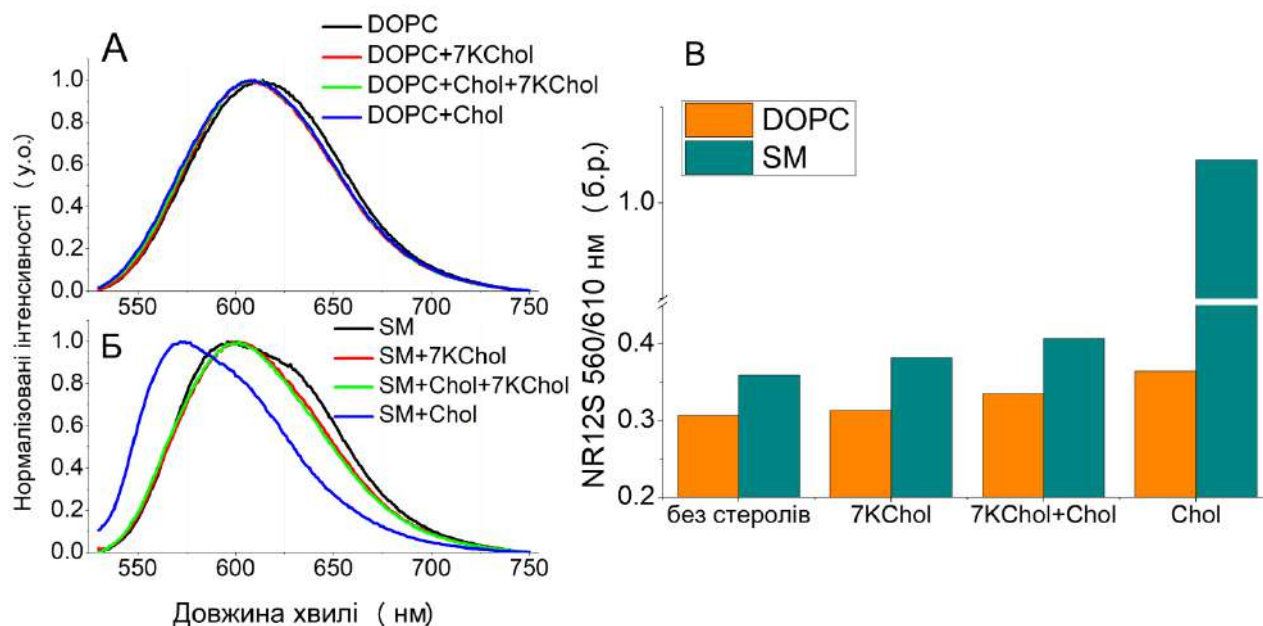 А
DOPC
DOPC+7KChol
DOPC+Chol+7KChol
DOPC+Chol
1.0
0.8
0.6
0.4
0.2
0.0
550 600 650 700 750
Б
SM
SM+7KChol
SM+Chol+7KChol
SM+Chol
1.0
0.8
0.6
0.4
0.2
0.0
550 600 650 700 750
Нормалізовані інтенсивності ( у.о.)
Довжина хвилі ( нм)
В
DOPC
SM
NR12S 560/610 нм ( б.р.)
1.0
0.4
0.3
0.2
без стеролів 7KChol 7KChol+Chol Chol